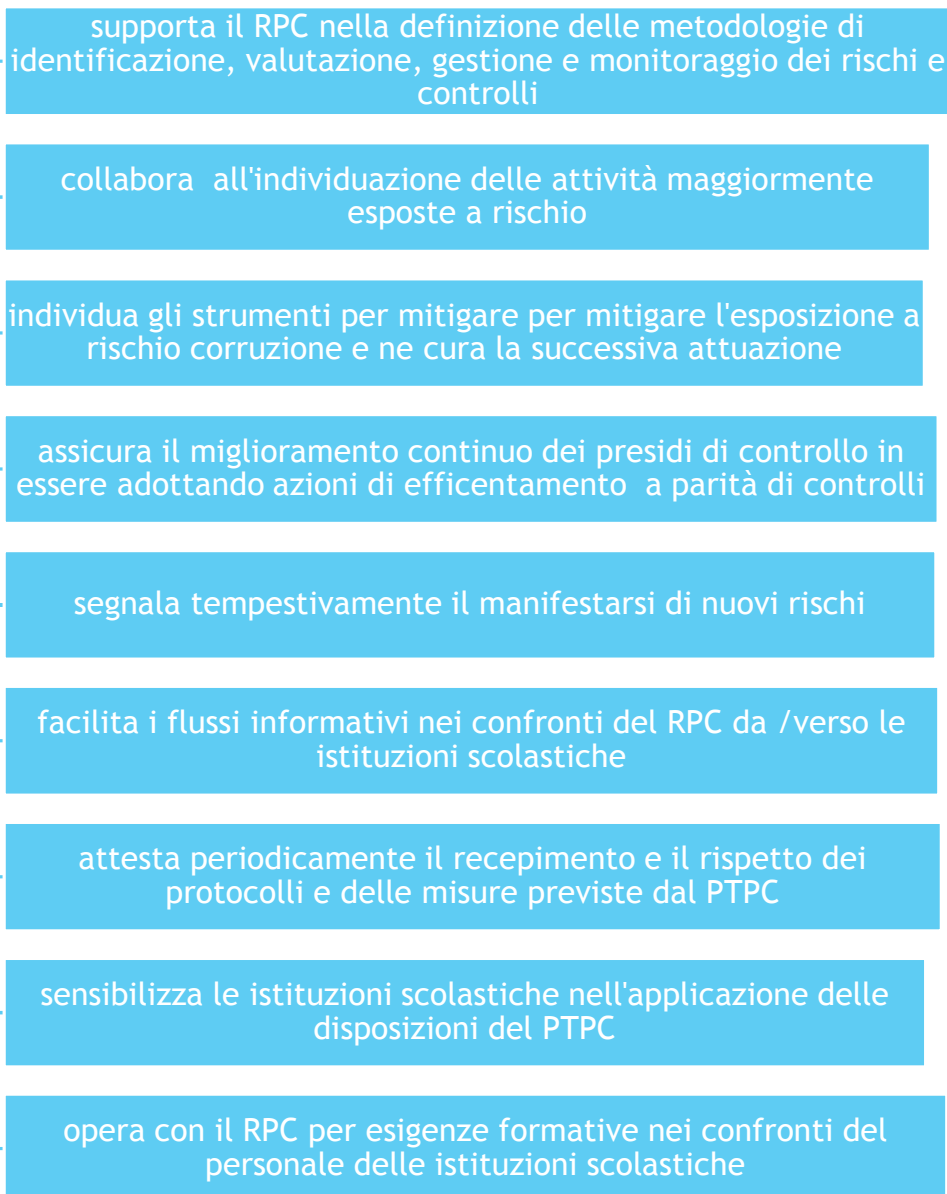 supporta il RPC nella definizione delle metodologie di
identificazione, valutazione, gestione e monitoraggio dei rischi e
controlli
collabora  all'individuazione delle attività maggiormente
esposte a rischio
individua gli strumenti per mitigare per mitigare l'esposizione a
rischio corruzione e ne cura la successiva attuazione
assicura il miglioramento continuo dei presidi di controllo in
essere adottando azioni di efficentamento  a parità di controlli
segnala tempestivamente il manifestarsi di nuovi rischi
facilita i flussi informativi nei confronti del RPC da /verso le
istituzioni scolastiche
attesta periodicamente il recepimento e il rispetto dei
protocolli e delle misure previste dal PTPC
sensibilizza le istituzioni scolastiche nell'applicazione delle
disposizioni del PTPC
opera con il RPC per esigenze formative nei confronti del
personale delle istituzioni scolastiche